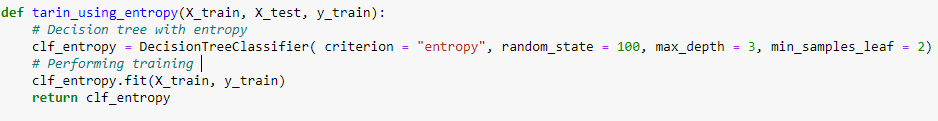 def tarin_using_entropy(X_train, X_test, y_train):
    # Decision tree with entropy
    clf_entropy = DecisionTreeClassifier( criterion = "entropy", random_state = 100, max_depth = 3, min_samples_leaf = 2)
    # Performing training
    clf_entropy.fit(X_train, y_train)
    return clf_entropy